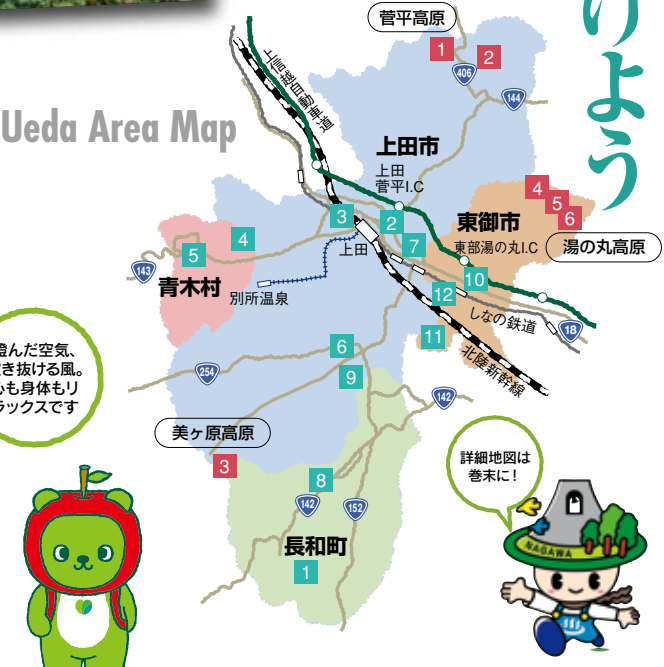 りよう
Ueda Area Map
菅平高原
1
2
406
144
上信越自動車道
上田市
上田
菅平I.C
4
5
6
東御市
東部湯の丸I.C
湯の丸高原
3
2
7
上田
4
5
143
青木村
別所温泉
10
12
しなの鉄道
18
11
北陸新幹線
6
9
254
142
美ヶ原高原
3
8
142
152
長和町
1
澄んだ空気、
吹き抜ける風。
心も身体もリ
ラックスです
詳細地図は
巻末に!
NAGAWA